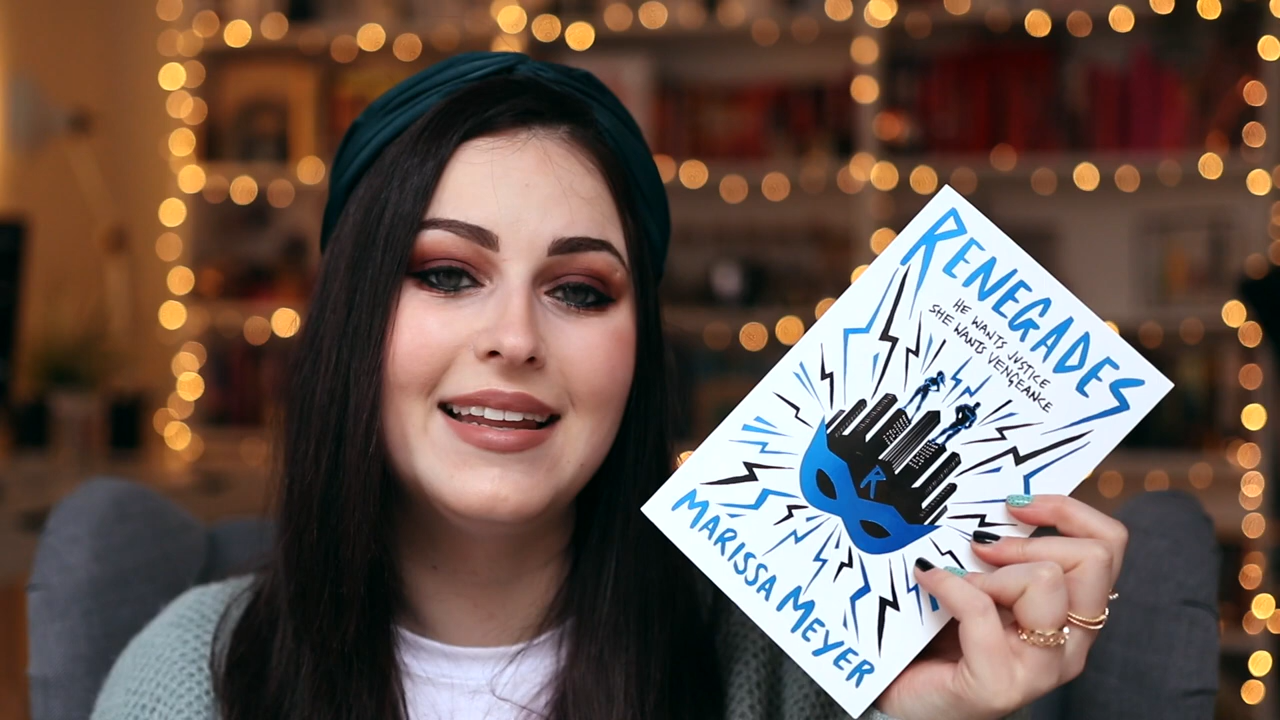 RENEGADES
HE WANTS JUSTICE
SHE WANTS VENGEANCE
R
MARISSA MEYER